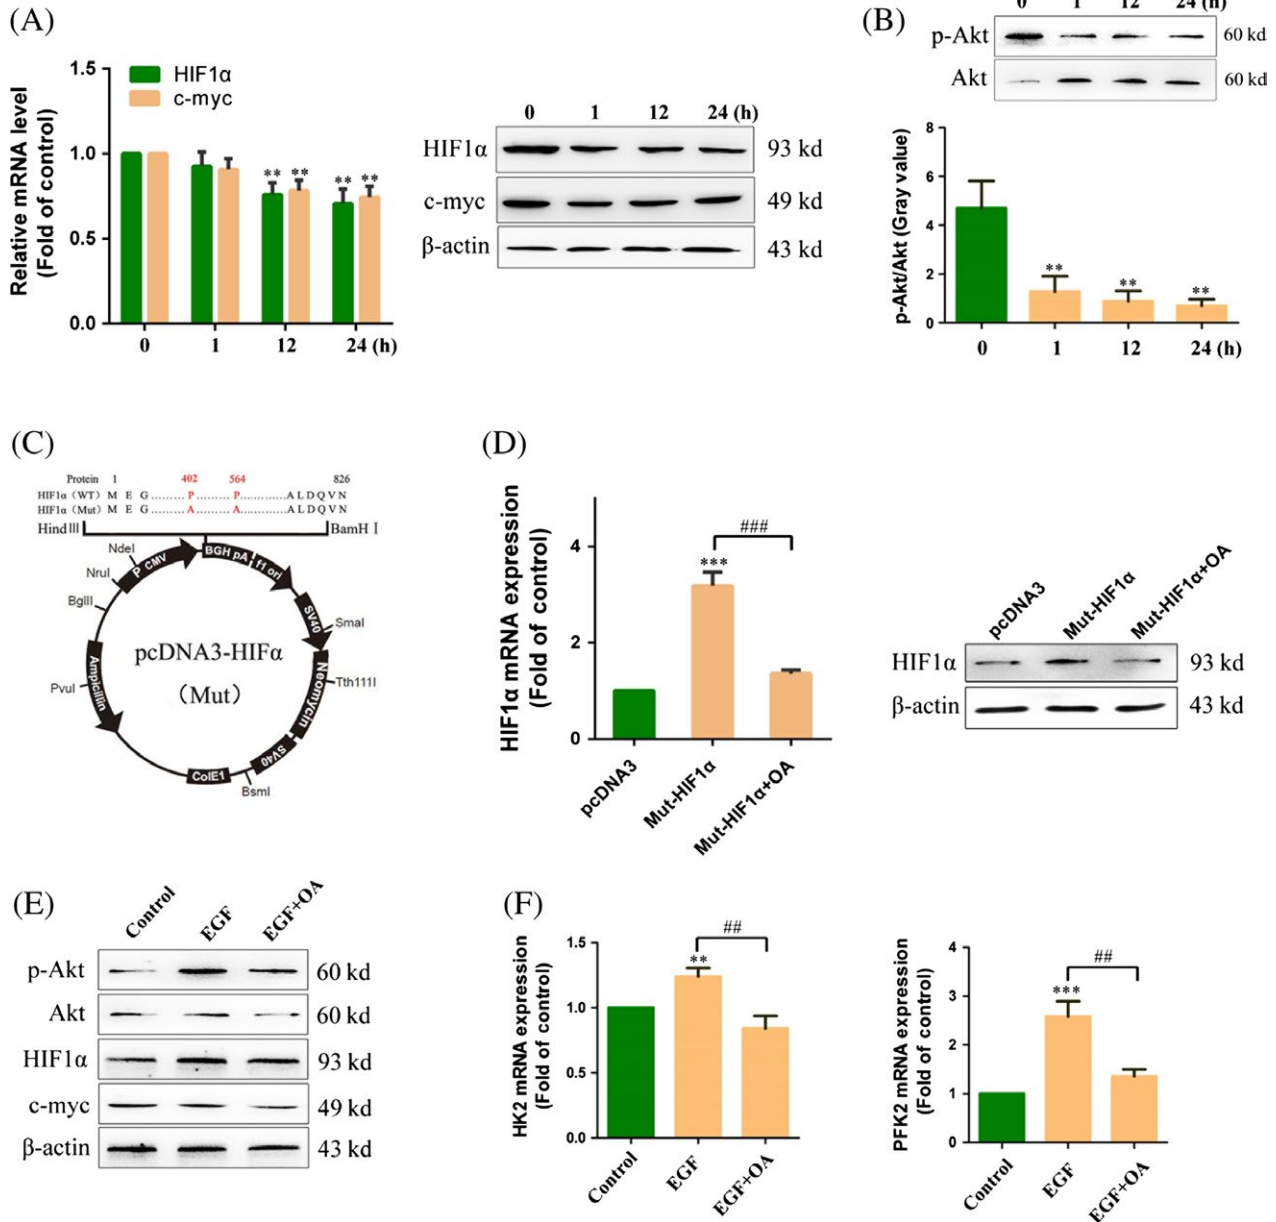 (A)
1.5
1.0
0.5
0.0
Relative mRNA level
(Fold of control)
HIF1α
c-myc
** ** ** **
0 1 12 24 (h)
0 1 12 24 (h)
HIF1α 93 kd
c-myc 49 kd
β-actin 43 kd
(B)
0 1 12 24 (h)
p-Akt 60 kd
Akt 60 kd
p-Akt/Akt (Gray value)
8
6
4
2
0
** ** **
0 1 12 24 (h)
(C)
Protein 1 402 564 826
HIF1α (WT) M E G ......... P .......... P ............ A L D Q V N
HIF1α (Mut) M E G ......... A .......... A ............ A L D Q V N
Hind III BamH I
NdeI
NruI
BglII
PvuI
P CMV
BGH pA
f1 ori
SV40
SmaI
Neomycin
Tth111I
SV40
BsmI
ColE1
Ampicillin
pcDNA3-HIFα
(Mut)
(D)
HIF1α mRNA expression
(Fold of control)
4
2
0
***
###
pcDNA3 Mut-HIF1α Mut-HIF1α+OA
pcDNA3 Mut-HIF1α Mut-HIF1α+OA
HIF1α 93 kd
β-actin 43 kd
(E)
Control EGF EGF+OA
p-Akt 60 kd
Akt 60 kd
HIF1α 93 kd
c-myc 49 kd
β-actin 43 kd
(F)
HK2 mRNA expression
(Fold of control)
1.5
1.0
0.5
0.0
**
##
Control EGF EGF+OA
PFK2 mRNA expression
(Fold of control)
4
3
2
1
0
***
##
Control EGF EGF+OA